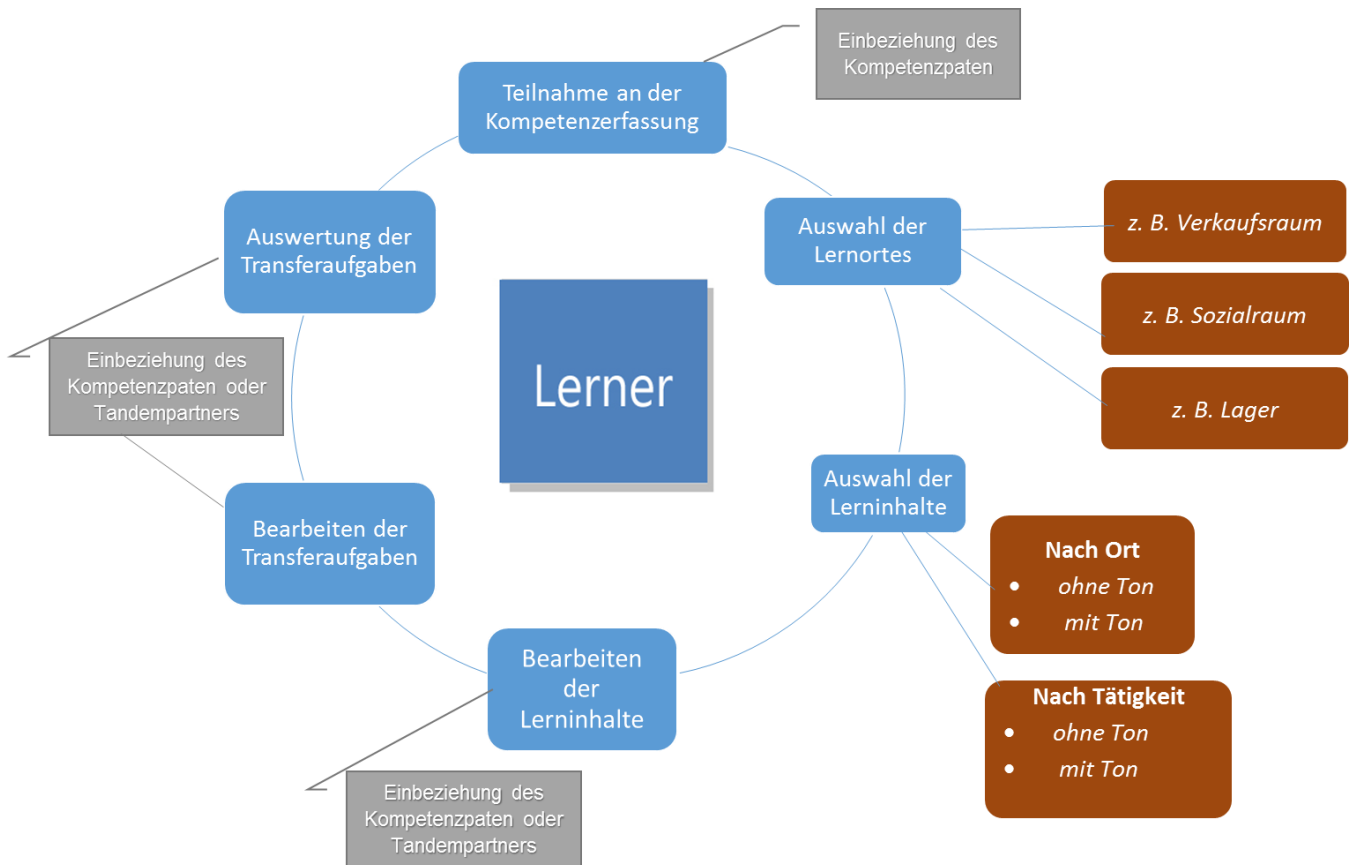 Einbeziehung des
Kompetenzpaten
Teilnahme an der
Kompetenzerfassung
Auswahl der
Lernortes
z. B. Verkaufsraum
z. B. Sozialraum
z. B. Lager
Auswahl der
Lerninhalte
Nach Ort
• ohne Ton
• mit Ton
Nach Tätigkeit
• ohne Ton
• mit Ton
Bearbeiten
der
Lerninhalte
Einbeziehung des
Kompetenzpaten oder
Tandempartners
Bearbeiten der
Transferaufgaben
Einbeziehung des
Kompetenzpaten oder
Tandempartners
Auswertung der
Transferaufgaben
Lerner